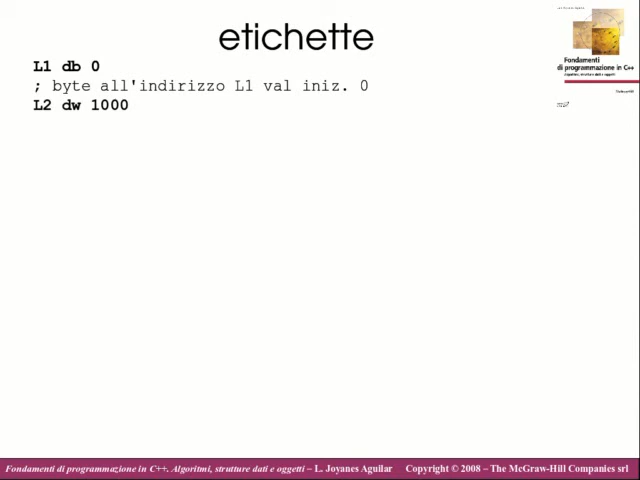 etichette
L1 db 0
; byte all'indirizzo L1 val iniz. 0
L2 dw 1000
Fondamenti
di programmazione in C++
Fondamenti di programmazione in C++. Algoritmi, strutture dati e oggetti – L. Joyanes Aguilar Copyright © 2008 – The McGraw-Hill Companies srl